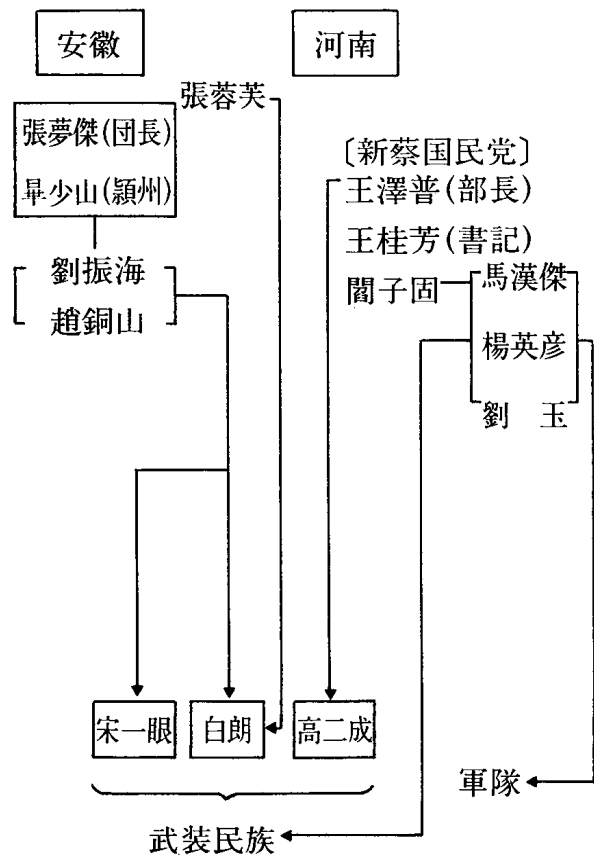 安徽
河南
張蓉芙
張夢傑(団長)
畢少山(潁州)
劉振海
趙銅山
〔新蔡国民党〕
王澤普(部長)
王桂芳(書記)
閻子固
馬漢傑
楊英彦
劉 玉
宋一眼
白朗
高二成
軍隊
武装民族